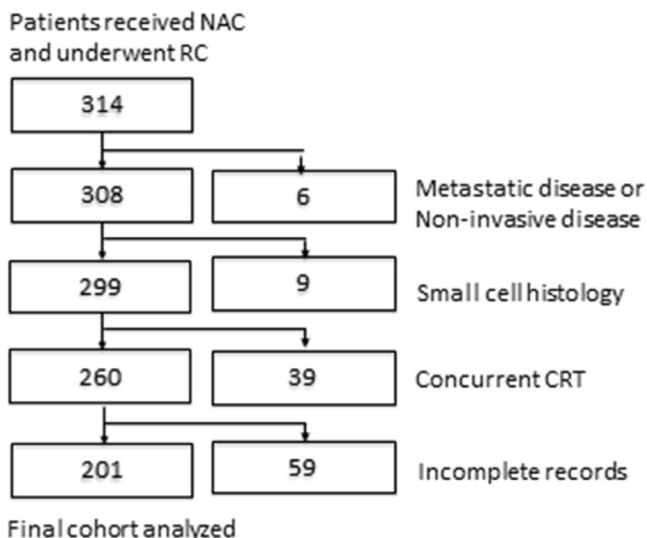 Patients received NAC
and underwent RC
314
308
6
Metastatic disease or
Non-invasive disease
299
9
Small cell histology
260
39
Concurrent CRT
201
59
Incomplete records
Final cohort analyzed